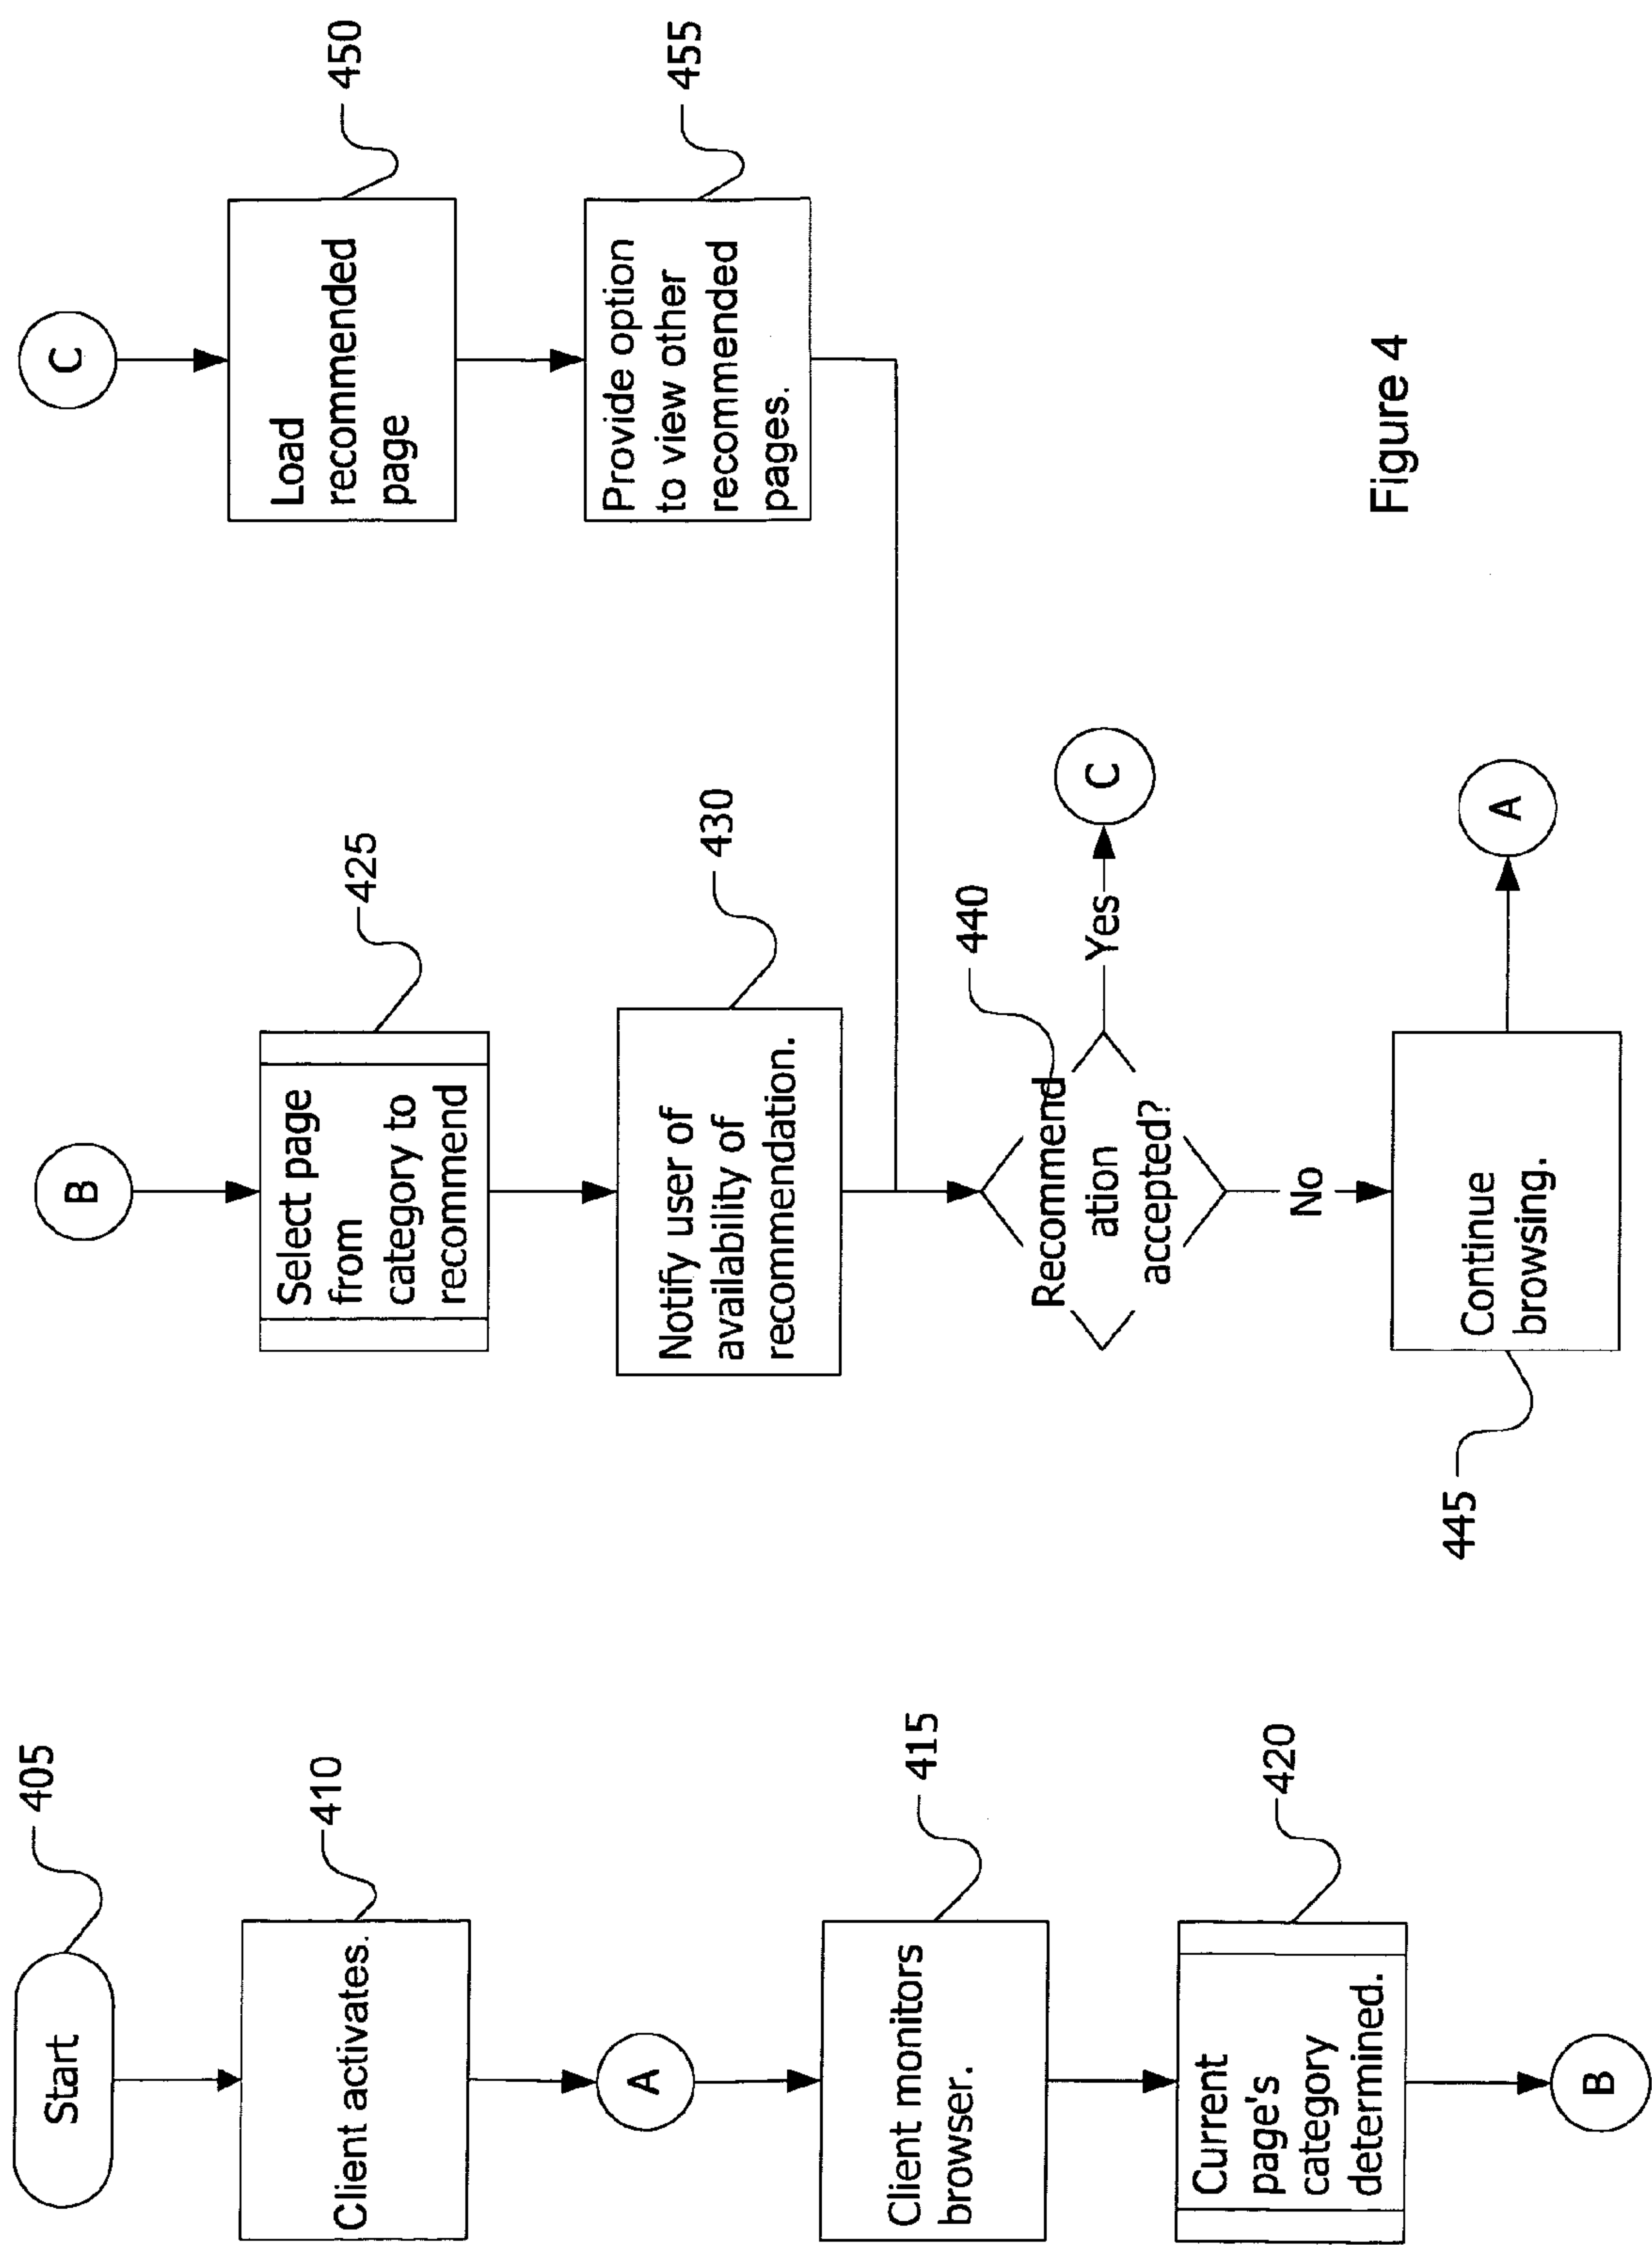 Start
405
Client activates.
410
A
Client monitors
browser.
415
Current
page's
category
determined.
420
B
B
Select page
from
category to
recommend
425
Notify user of
availability of
recommendation.
430
Recommend
ation
accepted?
440
Yes
C
No
Continue
browsing.
445
A
C
Load
recommended
page
450
Provide option
to view other
recommended
pages.
455
Figure 4